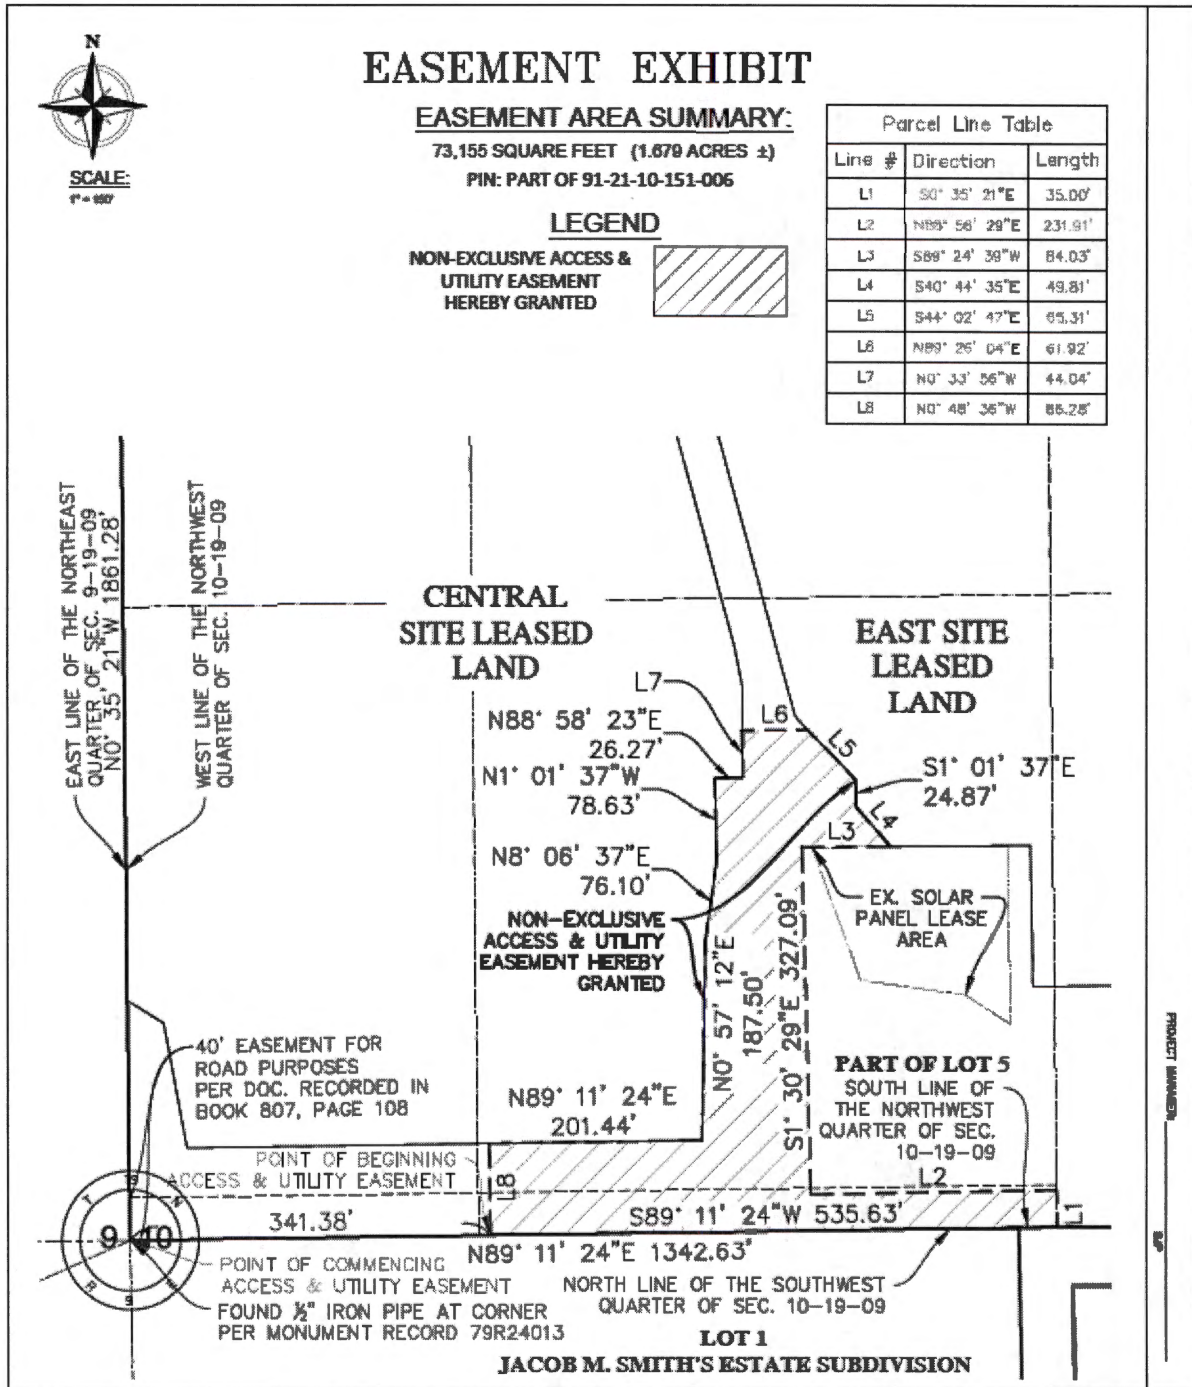 N
SCALE:
1" = 150'
EASEMENT EXHIBIT
EASEMENT AREA SUMMARY:
73,155 SQUARE FEET (1.679 ACRES ±)
PIN: PART OF 91-21-10-151-006
LEGEND
NON-EXCLUSIVE ACCESS &
UTILITY EASEMENT
HEREBY GRANTED
Parcel Line Table
Line # Direction Length
L1 S0° 35' 21"E 35.00'
L2 N88° 56' 29"E 231.91'
L3 S89° 24' 39"W 84.03'
L4 S40° 44' 35"E 49.81'
L5 S44° 02' 47"E 65.31'
L6 N89° 26' 04"E 61.92'
L7 N0° 33' 56"W 44.04'
L8 N0° 48' 36"W
EAST LINE OF THE NORTHEAST
QUARTER OF SEC. 9-19-09
N0° 35' 21"W 1861.28'
WEST LINE OF THE NORTHWEST
QUARTER OF SEC. 10-19-09
CENTRAL
SITE LEASED
LAND
EAST SITE
LEASED
LAND
L7
N88° 58' 23"E
26.27'
N1° 01' 37"W
78.63'
N8° 06' 37"E
76.10'
L6
L5
S1° 01' 37"E
24.87'
L4
L3
NON-EXCLUSIVE
ACCESS & UTILITY
EASEMENT HEREBY
GRANTED
EX. SOLAR
PANEL LEASE
AREA
N0° 57' 12"E
187.50'
S1° 30' 29"E 327.09'
40' EASEMENT FOR
ROAD PURPOSES
PER DOC. RECORDED IN
BOOK 807, PAGE 108
N89° 11' 24"E
201.44'
PART OF LOT 5
SOUTH LINE OF
THE NORTHWEST
QUARTER OF SEC.
10-19-09
POINT OF BEGINNING
ACCESS & UTILITY EASEMENT
L8
L2
L1
341.38'
S89° 11' 24"W 535.63'
9 10
N89° 11' 24"E 1342.63'
POINT OF COMMENCING
ACCESS & UTILITY EASEMENT
FOUND ½" IRON PIPE AT CORNER
PER MONUMENT RECORD 79R24013
NORTH LINE OF THE SOUTHWEST
QUARTER OF SEC. 10-19-09
LOT 1
JACOB M. SMITH'S ESTATE SUBDIVISION
PROJECT MANAGER: